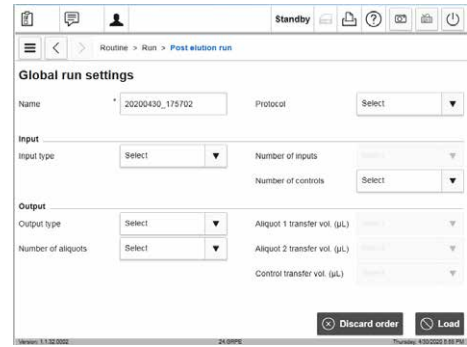 Standby
Routine > Run > Post elution run
Global run settings
Name * 20200430_175702 Protocol Select
Input
Input type Select Number of inputs Select
Number of controls Select
Output
Output type Select Aliquot 1 transfer vol. (µL)
Number of aliquots Select Aliquot 2 transfer vol. (µL)
Control transfer vol. (µL)
Discard order Load
Version: 1.1.32.0002 Thursday, 4/30/2020